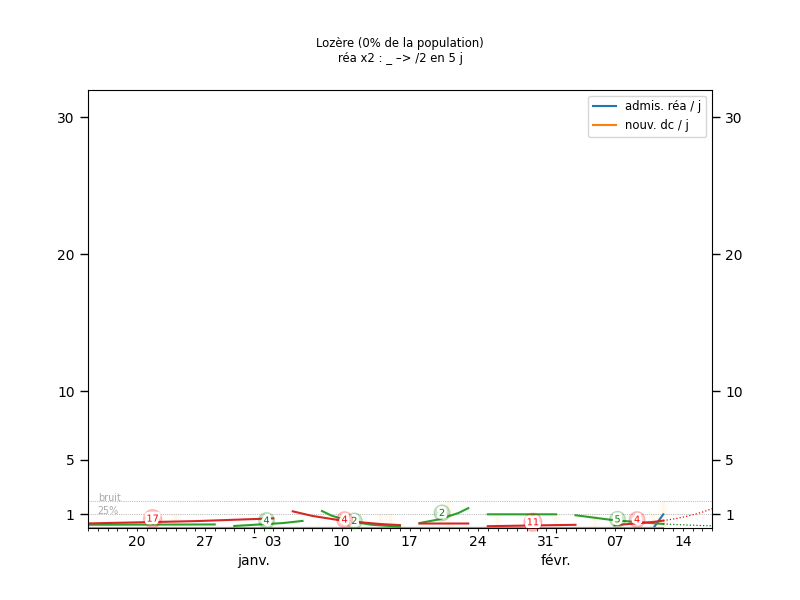 Lozère (0% de la population)
réa x2 : _ –> /2 en 5 j
admis. réa / j
nouv. dc / j
30 30
20 20
10 10
5 5
1 1
bruit
25%
17 4 4 2 2 11 5 4
20 27 - 03 10 17 24 31 - 07 14
janv. févr.